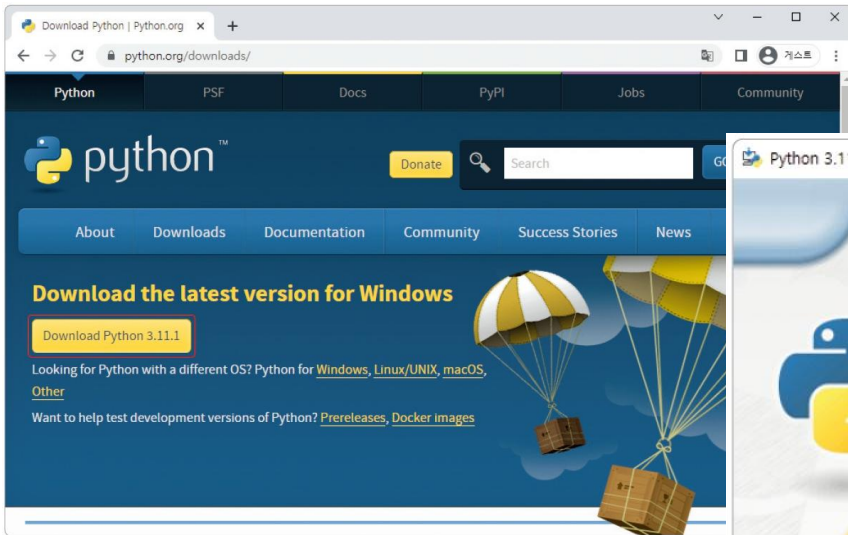 Download Python | Python.org
python.org/downloads/
게스트
Python PSF Docs PyPI Jobs Community
python™
Donate
Search
Python 3.1
About Downloads Documentation Community Success Stories News
Download the latest version for Windows
Download Python 3.11.1
Looking for Python with a different OS? Python for Windows, Linux/UNIX, macOS,
Other
Want to help test development versions of Python? Prereleases, Docker images